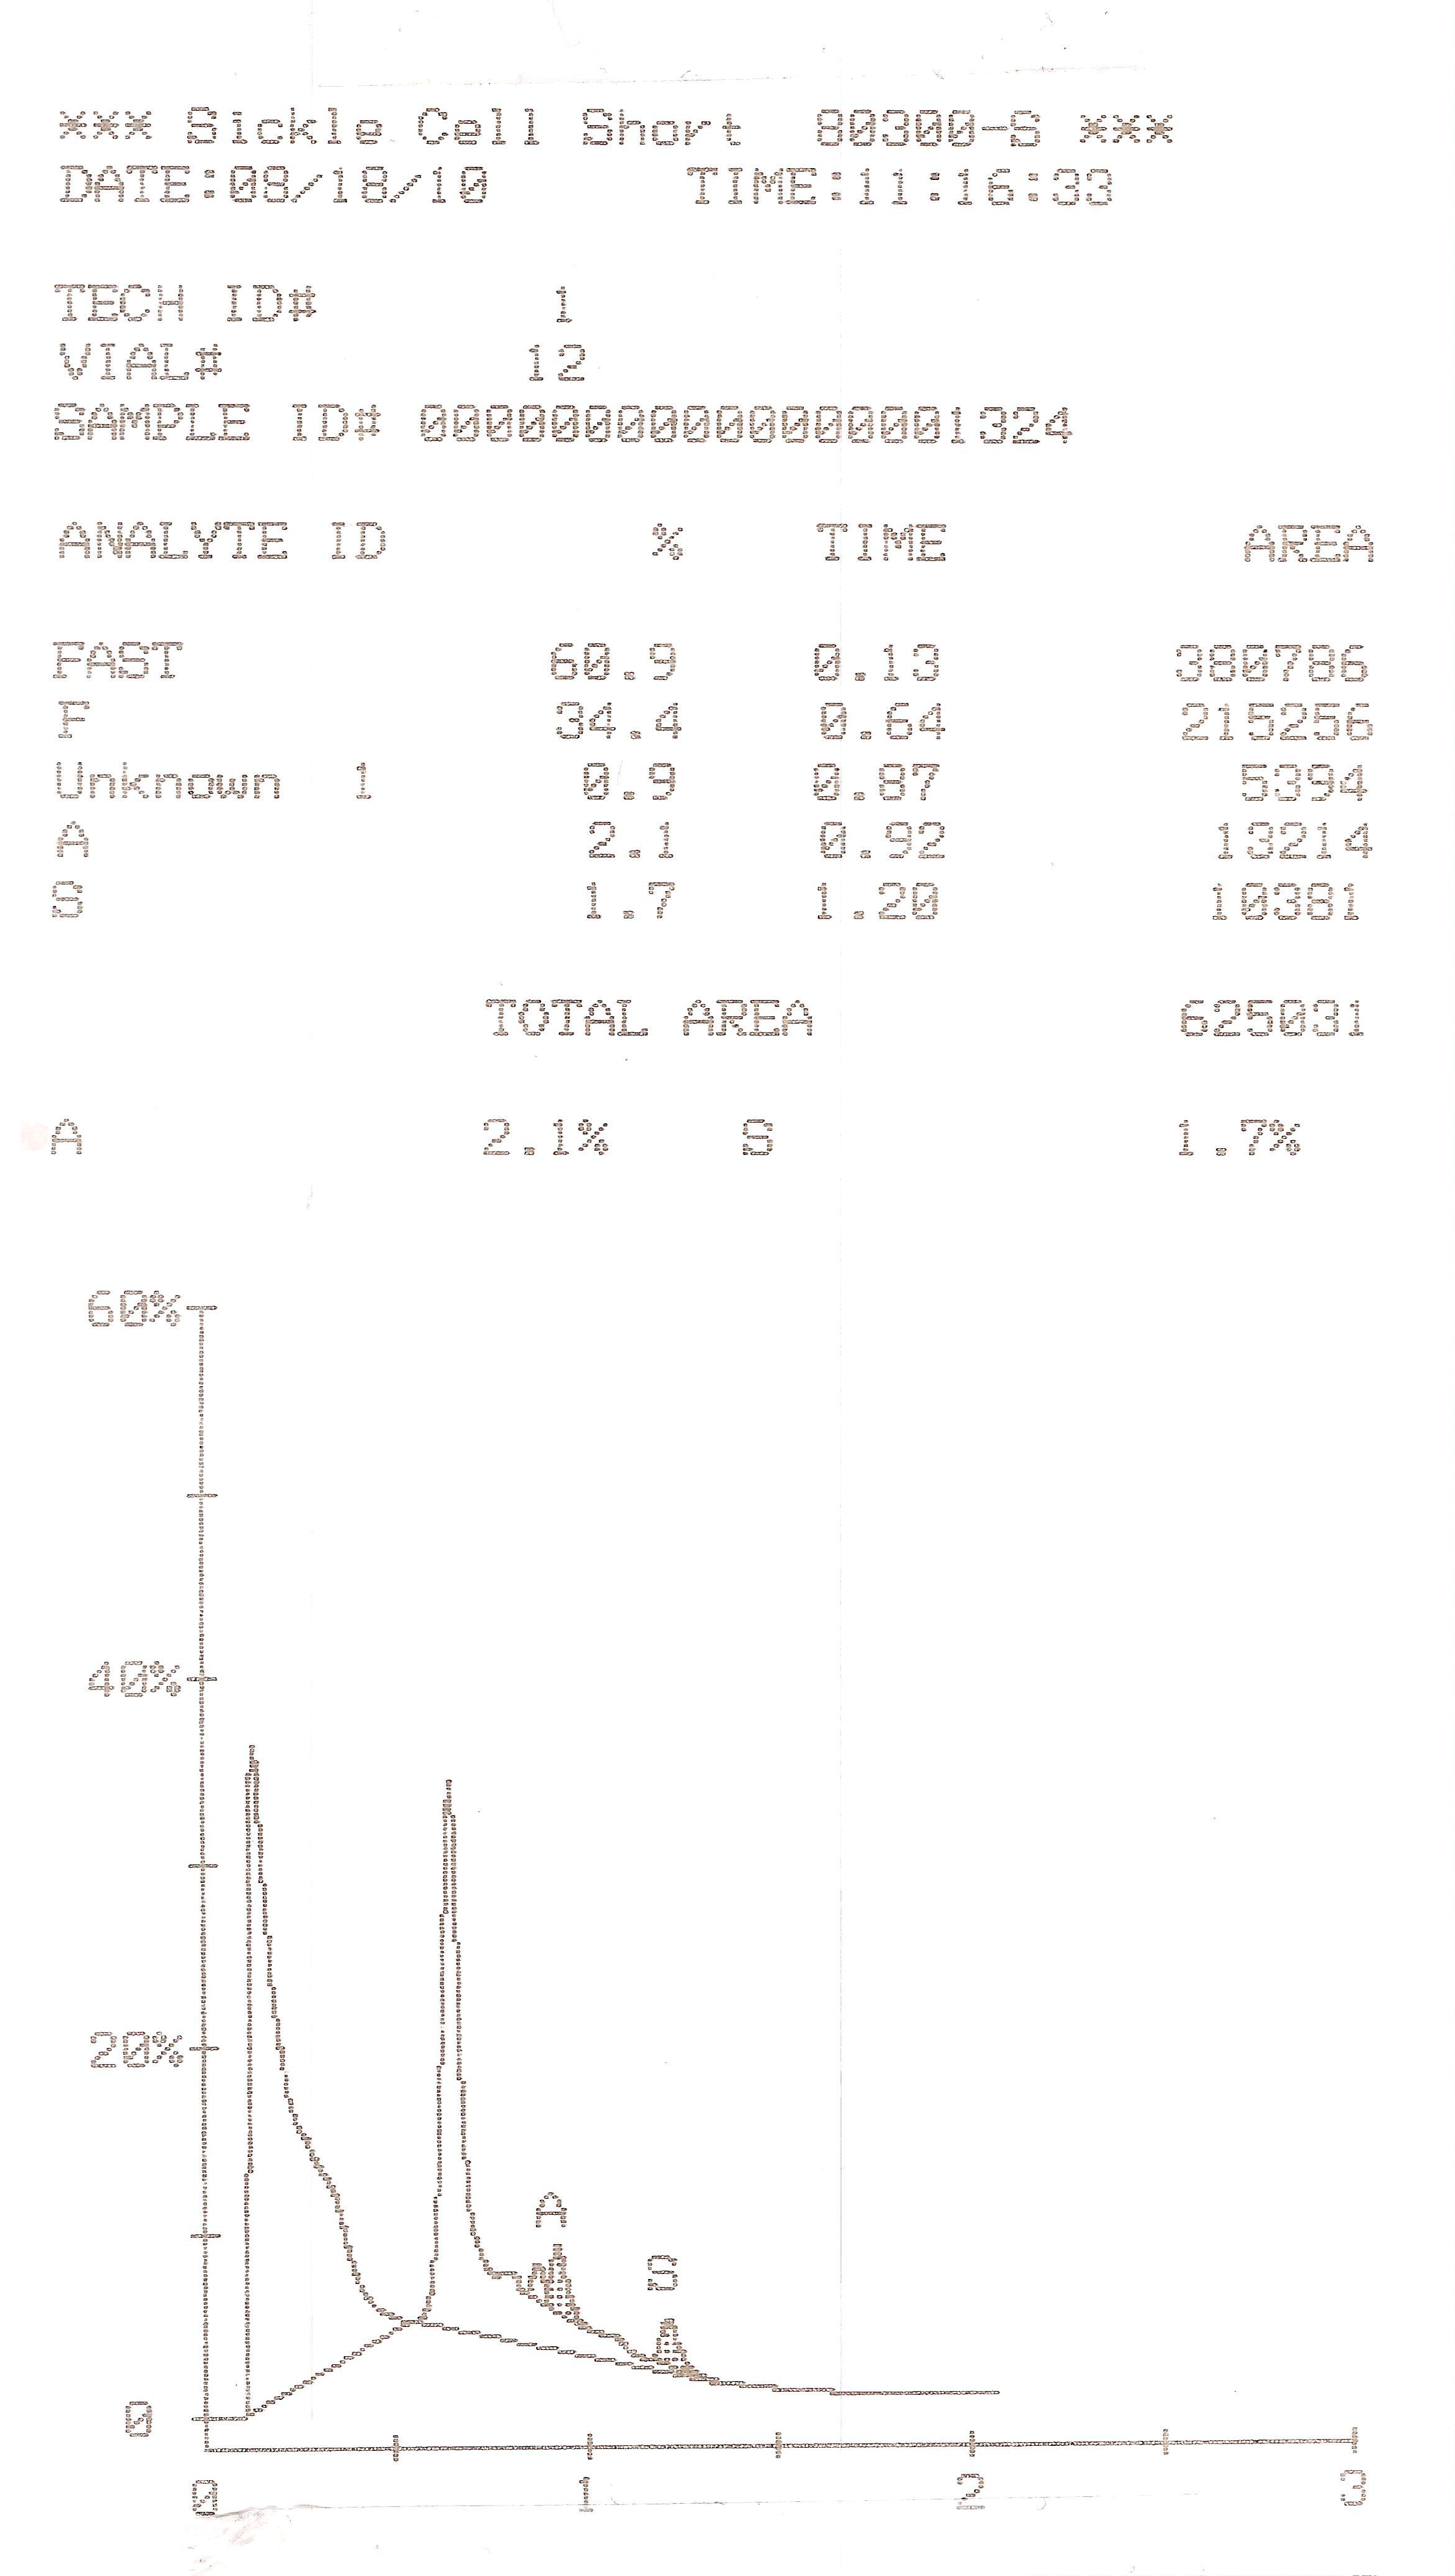 *** Sickle Cell Short 80300-S ***
DATE:08/18/10 TIME:11:16:33
TECH ID# 1
VIAL# 12
SAMPLE ID# 00000000000000001324
ANALYTE ID % TIME AREA
FAST 60.9 0.13 380786
F 34.4 0.64 215256
Unknown 1 0.9 0.87 5394
A 2.1 0.92 13214
S 1.7 1.20 10381
TOTAL AREA 625031
A 2.1% S 1.7%
60%
40%
20%
A
S
0
0 1 2 3